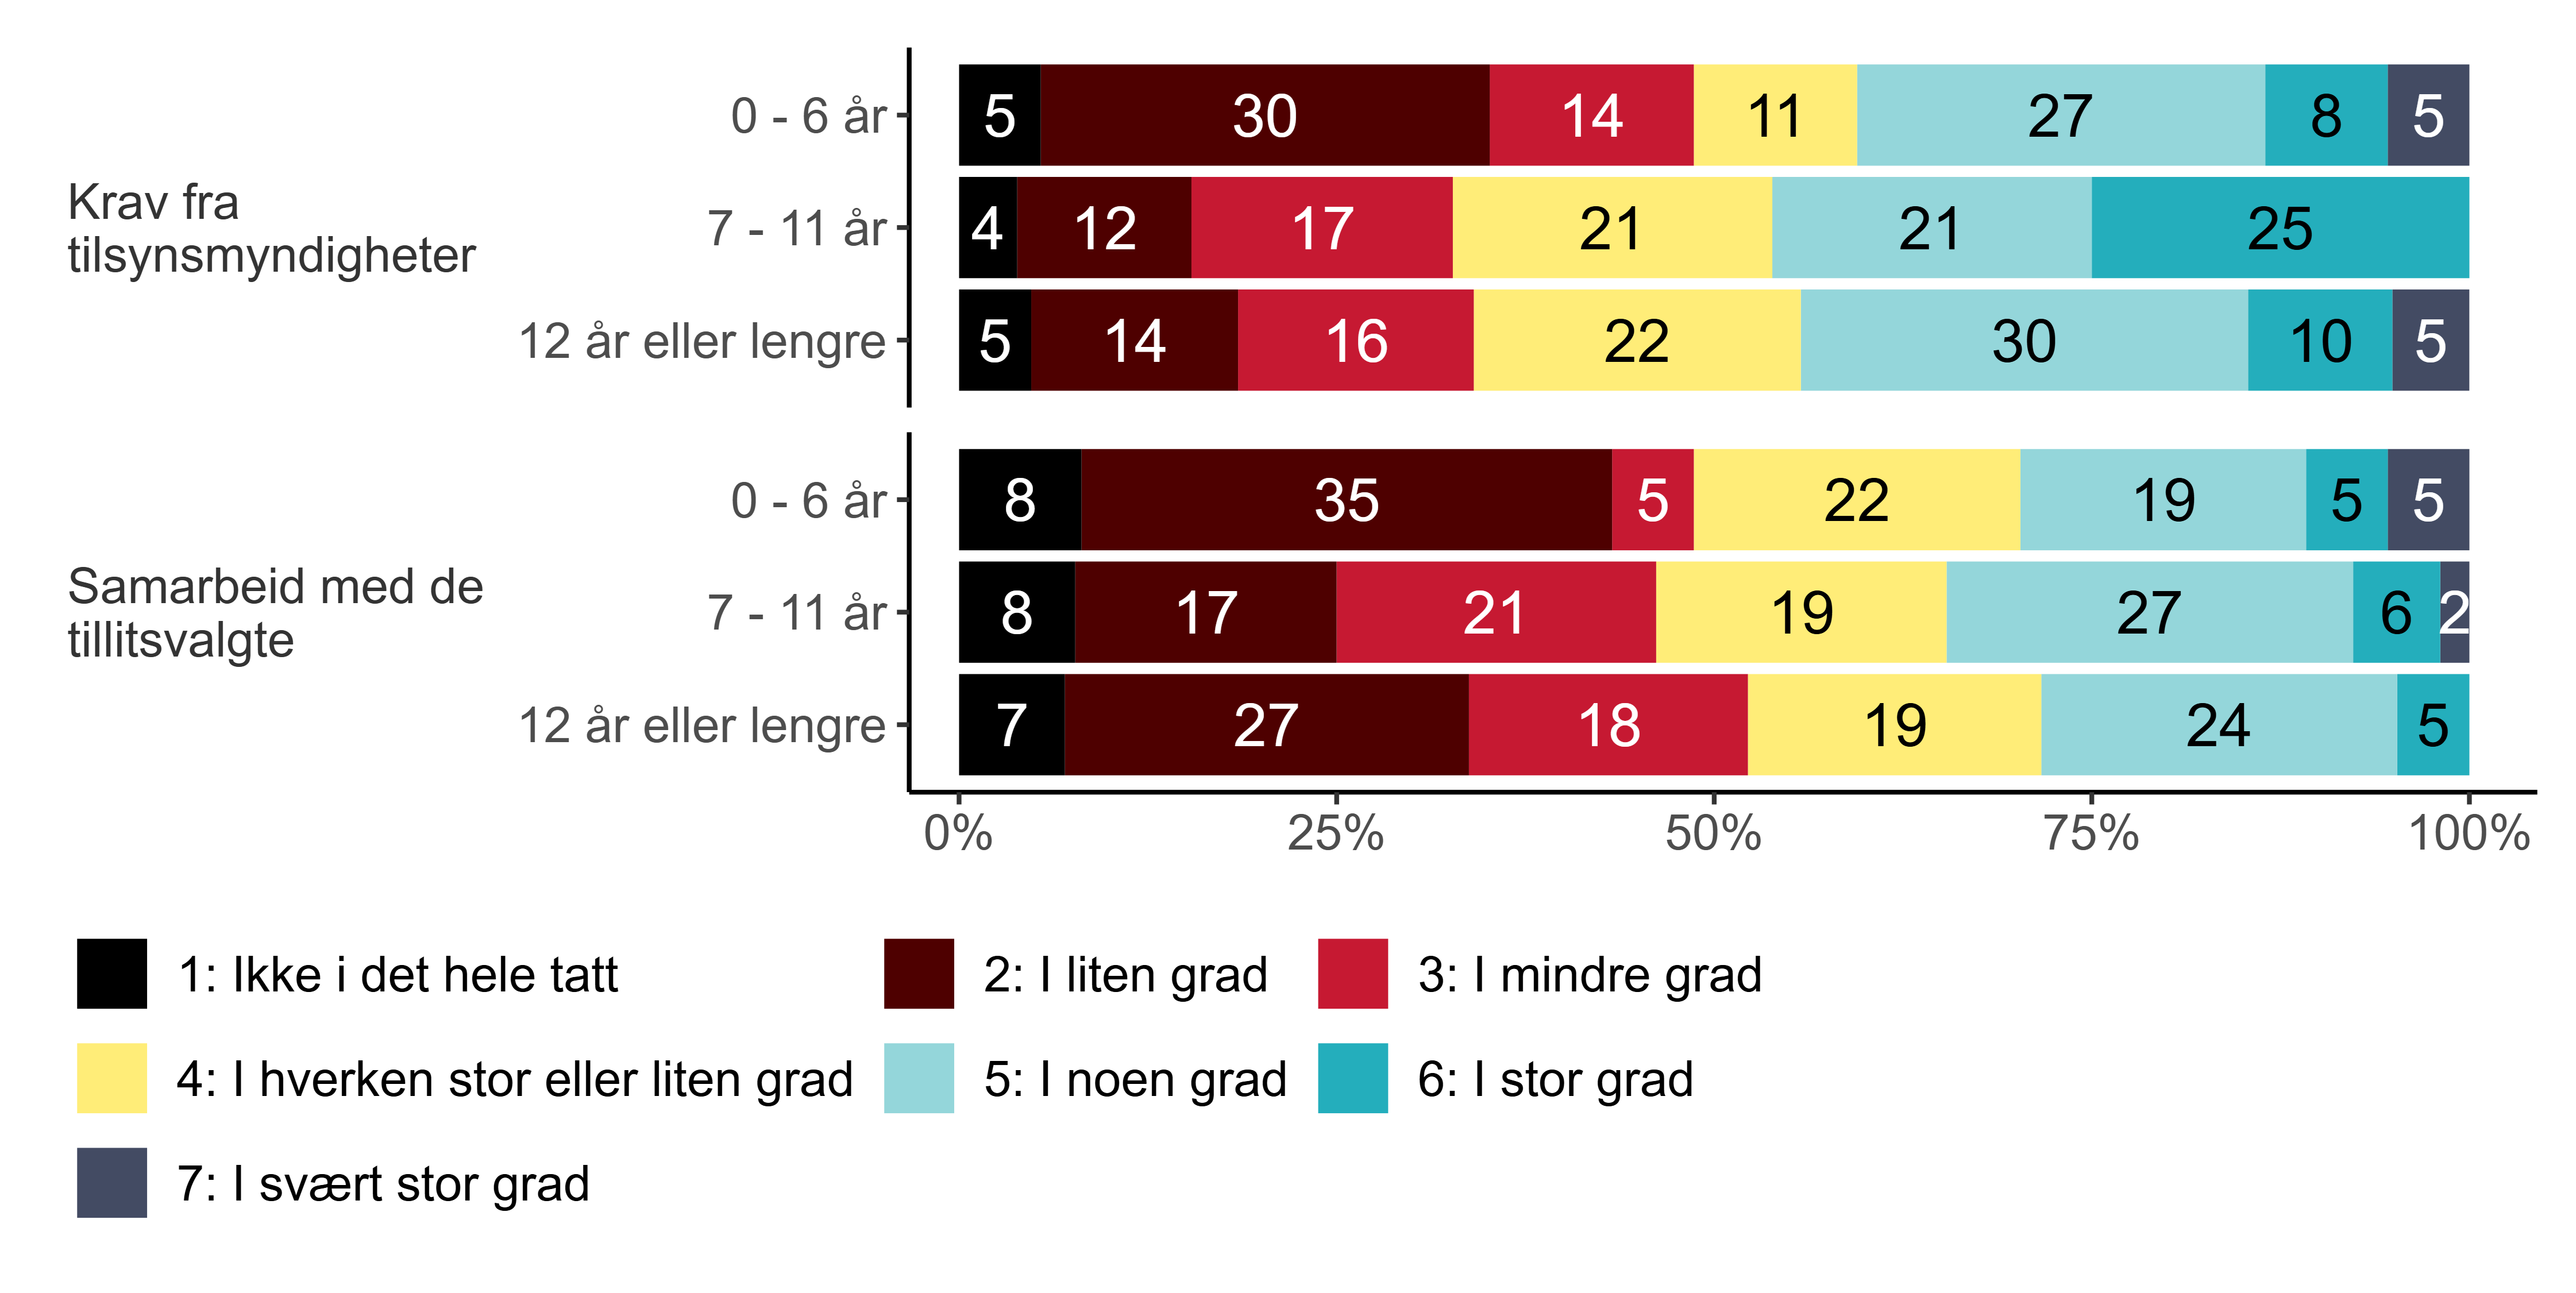 0 - 6 år 5 30 14 11 27 8 5
Krav fra
tilsynsmyndigheter
7 - 11 år 4 12 17 21 21 25
12 år eller lengre 5 14 16 22 30 10 5
0 - 6 år 8 35 5 22 19 5 5
Samarbeid med de
tillitsvalgte
7 - 11 år 8 17 21 19 27 6 2
12 år eller lengre 7 27 18 19 24 5
0% 25% 50% 75% 100%
1: Ikke i det hele tatt 2: I liten grad 3: I mindre grad
4: I hverken stor eller liten grad 5: I noen grad 6: I stor grad
7: I svært stor grad